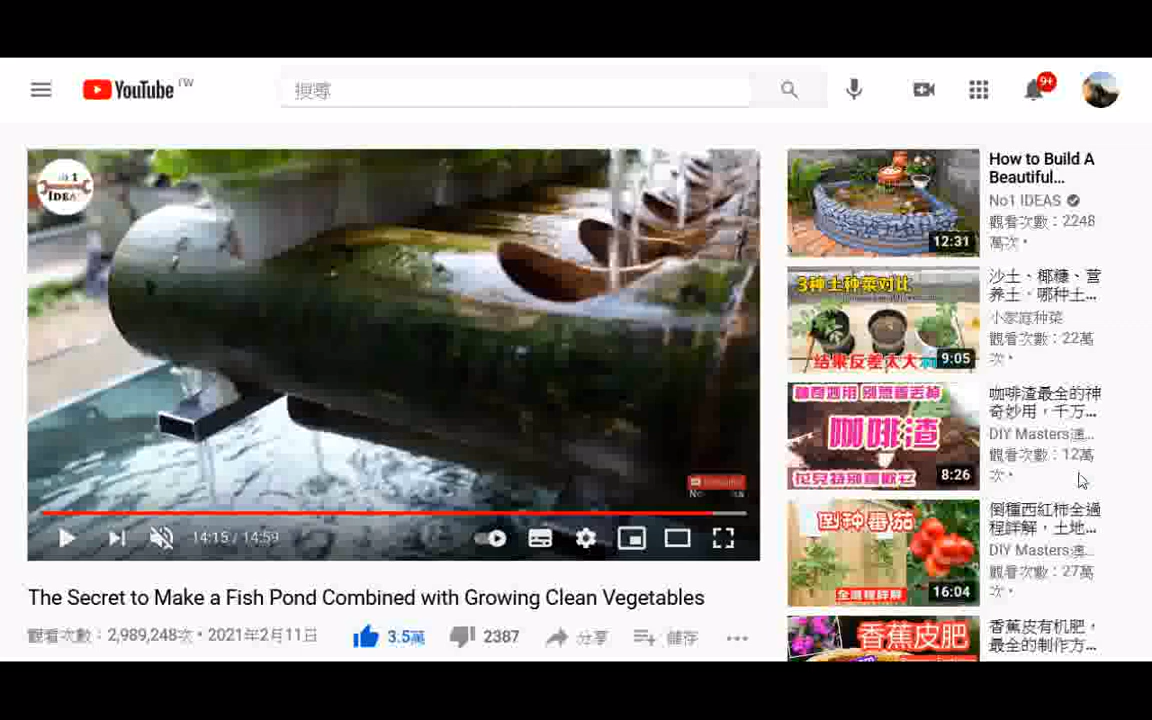 YouTube TW
搜尋
9+
No1
IDEAS
14:15 / 14:59
The Secret to Make a Fish Pond Combined with Growing Clean Vegetables
觀看次數：2,989,248次 • 2021年2月11日
3.5萬
2387
分享
儲存
12:31
How to Build A
Beautiful...
No1 IDEAS
觀看次數：2248
萬次 •
3种土种菜对比
结果反差太大
9:05
沙土、椰糠、营
养土，哪种土...
小家庭种菜
觀看次數：22萬
次 •
咖啡渣
8:26
咖啡渣最全的神
奇妙用，千万...
DIY Masters
觀看次數：12萬
次 •
倒种番茄
全過程詳解
16:04
倒種西紅柿全過
程詳解，土地...
DIY Masters
觀看次數：27萬
次 •
香蕉皮肥
香蕉皮有机肥，
最全的制作方...